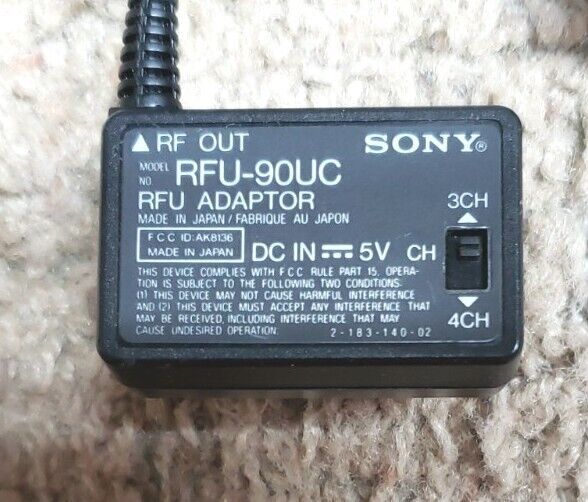 ▲ RF OUT SONY®
MODEL NO. RFU-90UC
RFU ADAPTOR
3CH
MADE IN JAPAN / FABRIQUE AU JAPON
FCC ID: AK8136
MADE IN JAPAN
DC IN ⎓ 5V CH
THIS DEVICE COMPLIES WITH FCC RULE PART 15. OPERA-
TION IS SUBJECT TO THE FOLLOWING TWO CONDITIONS:
(1) THIS DEVICE MAY NOT CAUSE HARMFUL INTERFERENCE
AND (2) THIS DEVICE MUST ACCEPT ANY INTERFERENCE THAT
MAY BE RECEIVED, INCLUDING INTERFERENCE THAT MAY
CAUSE UNDESIRED OPERATION.
4CH
2-183-140-02